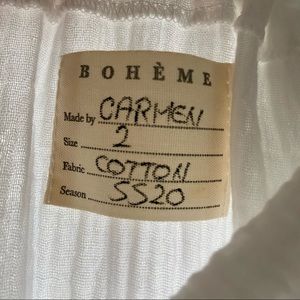 BOHÈME
Made by CARMEN
Size 2
Fabric COTTON
Season SS20